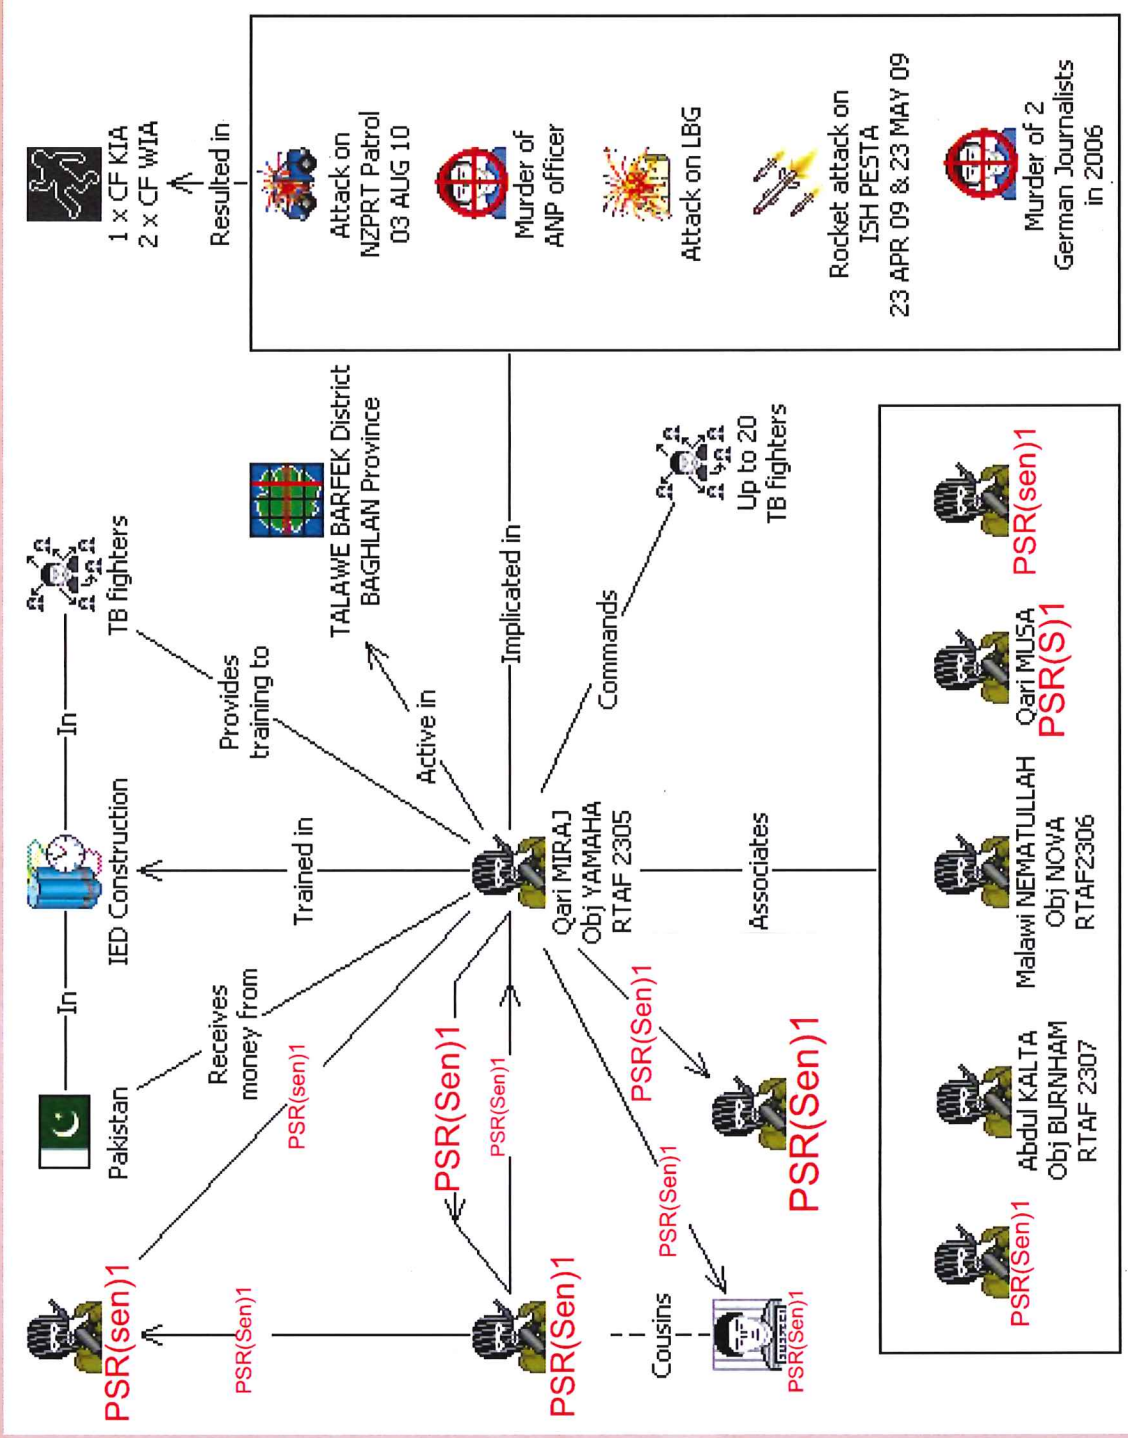 PSR(sen)1
Pakistan
In
IED Construction
In
TB fighters
1 x CF KIA
2 x CF WIA
Resulted in
PSR(Sen)1
PSR(sen)1
Receives
money from
Trained in
Provides
training to
Active in
TALAWE BARFEK District
BAGHLAN Province
Attack on
NZPRT Patrol
03 AUG 10
Murder of
ANP officer
Attack on LBG
Rocket attack on
ISH PESTA
23 APR 09 & 23 MAY 09
Murder of 2
German Journalists
in 2006
PSR(Sen)1
PSR(Sen)1
PSR(Sen)1
Qari MIRAJ
Obj YAMAHA
RTAF 2305
Implicated in
Commands
Up to 20
TB fighters
Cousins
PSR(Sen)1
PSR(Sen)1
Associates
SUSPECT
PSR(Sen)1
PSR(Sen)1
PSR(Sen)1
Abdul KALTA
Obj BURNHAM
RTAF 2307
Malawi NEMATULLAH
Obj NOVA
RTAF2306
Qari MUSA
PSR(S)1
PSR(sen)1